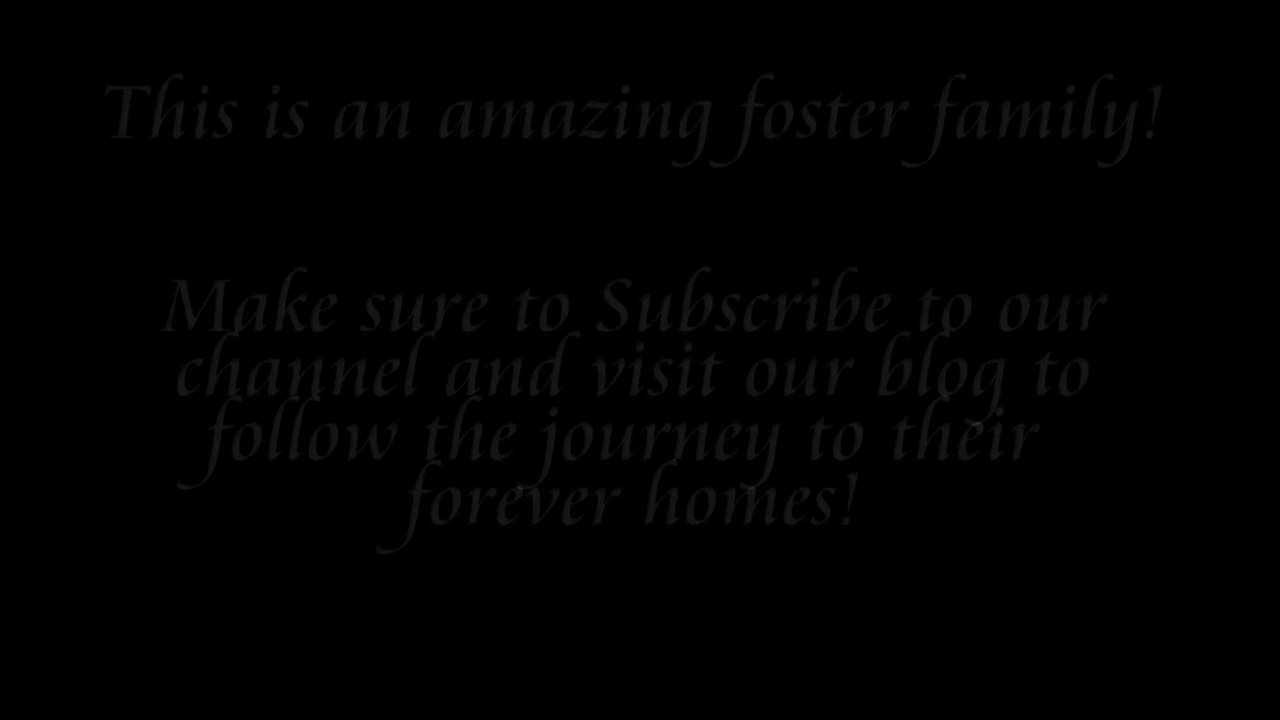 This is an amazing foster family!
Make sure to Subscribe to our
channel and visit our blog to
follow the journey to their
forever homes!